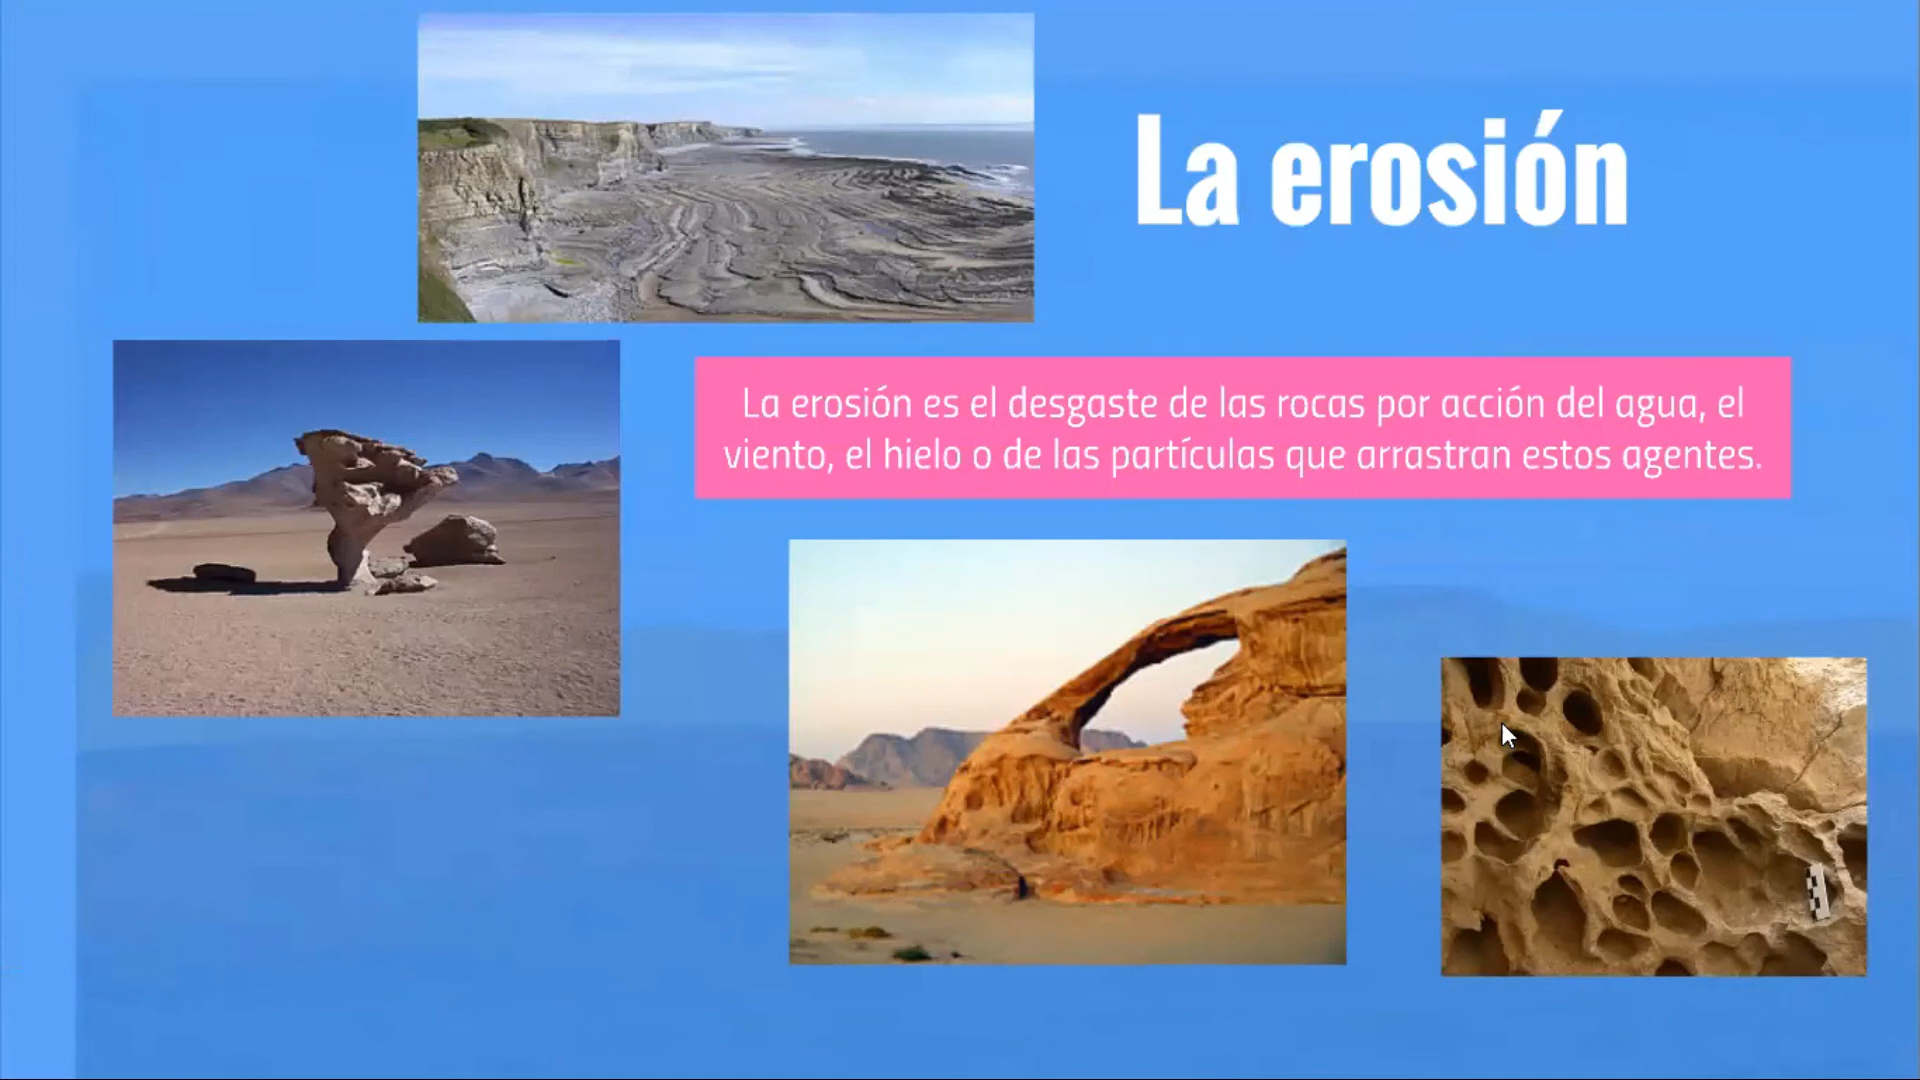 La erosión
La erosión es el desgaste de las rocas por acción del agua, el
viento, el hielo o de las partículas que arrastran estos agentes.